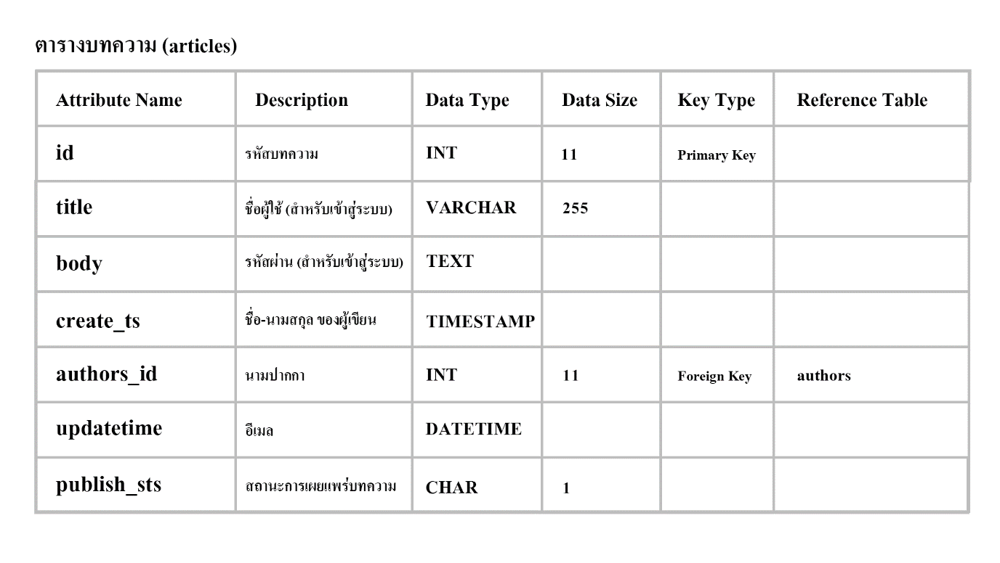 ตารางบทความ (articles)
Attribute Name Description Data Type Data Size Key Type Reference Table
id รหัสบทความ INT 11 Primary Key
title ชื่อผู้ใช้ (สำหรับเข้าสู่ระบบ) VARCHAR 255
body รหัสผ่าน (สำหรับเข้าสู่ระบบ) TEXT
create_ts ชื่อ-นามสกุล ของผู้เขียน TIMESTAMP
authors_id นามปากกา INT 11 Foreign Key authors
updatetime อีเมล DATETIME
publish_sts สถานะการเผยแพร่บทความ CHAR 1